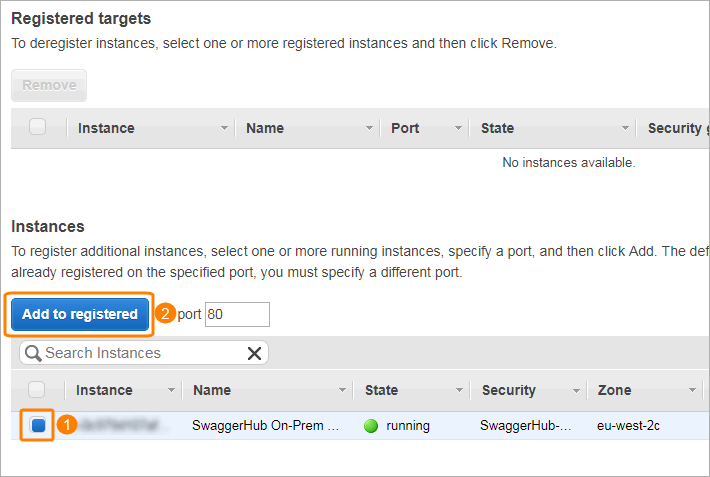 Registered targets
To deregister instances, select one or more registered instances and then click Remove.
Remove
Instance Name Port State Security
No instances available.
Instances
To register additional instances, select one or more running instances, specify a port, and then click Add. The
already registered on the specified port, you must specify a different port.
Add to registered 2 port 80
Search Instances
Instance Name State Security Zone
1 SwaggerHub On-Prem ... running SwaggerHub-... eu-west-2c